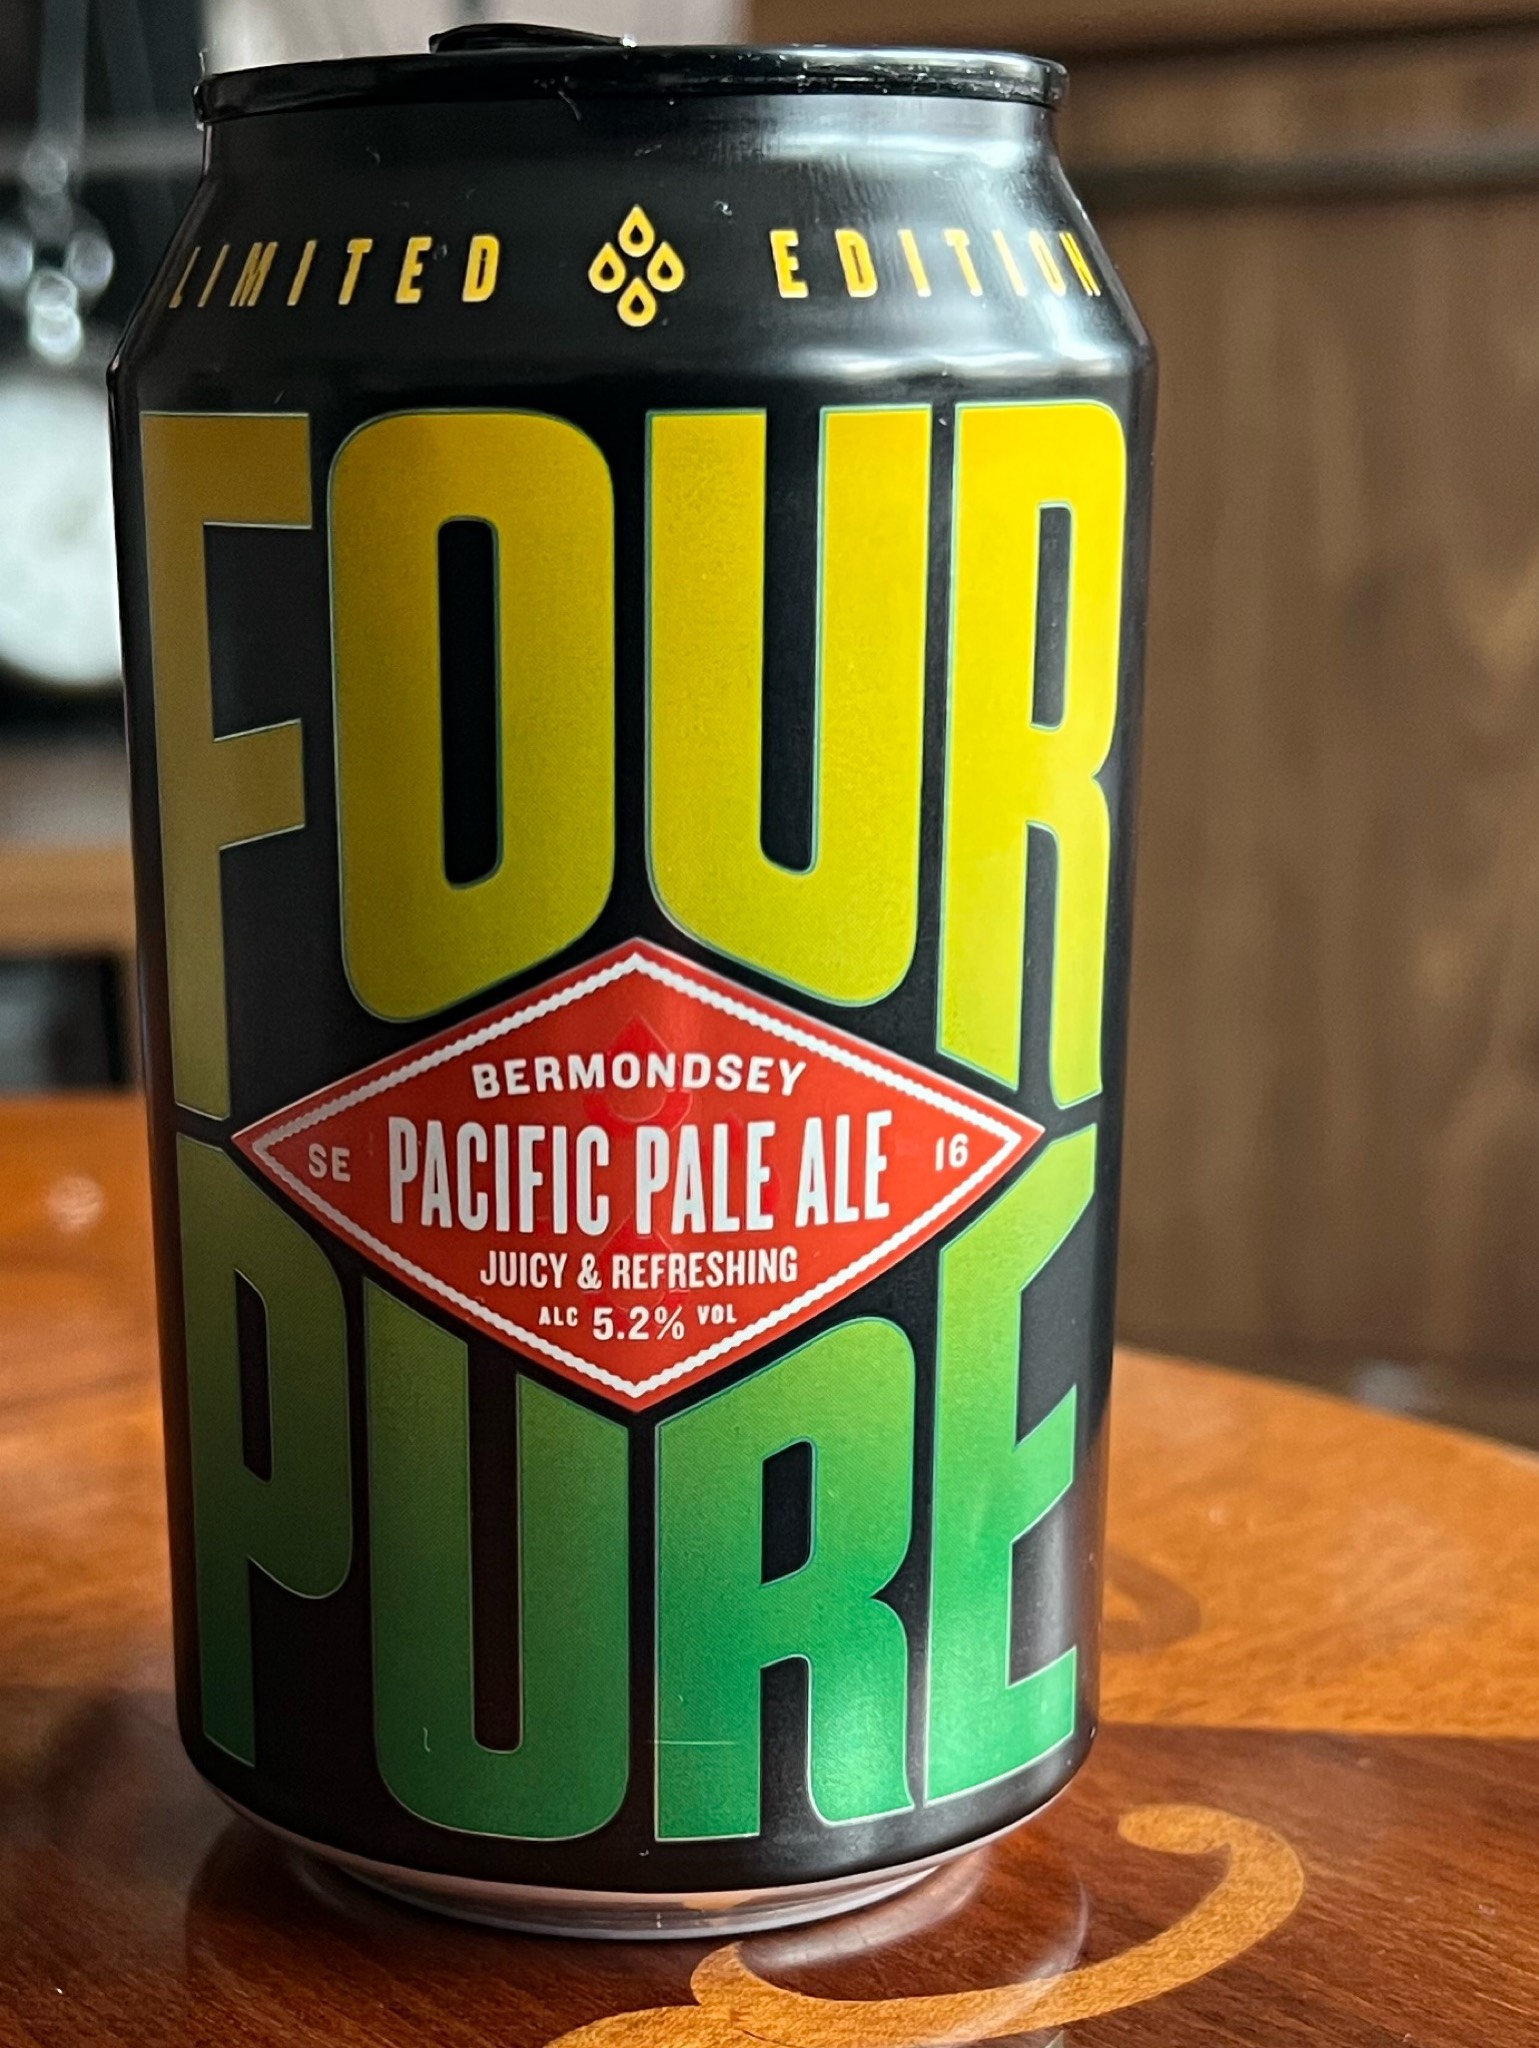 LIMITED EDITION
FOUR
BERMONDSEY
SE PACIFIC PALE ALE 16
JUICY & REFRESHING
ALC 5.2% VOL
PURE